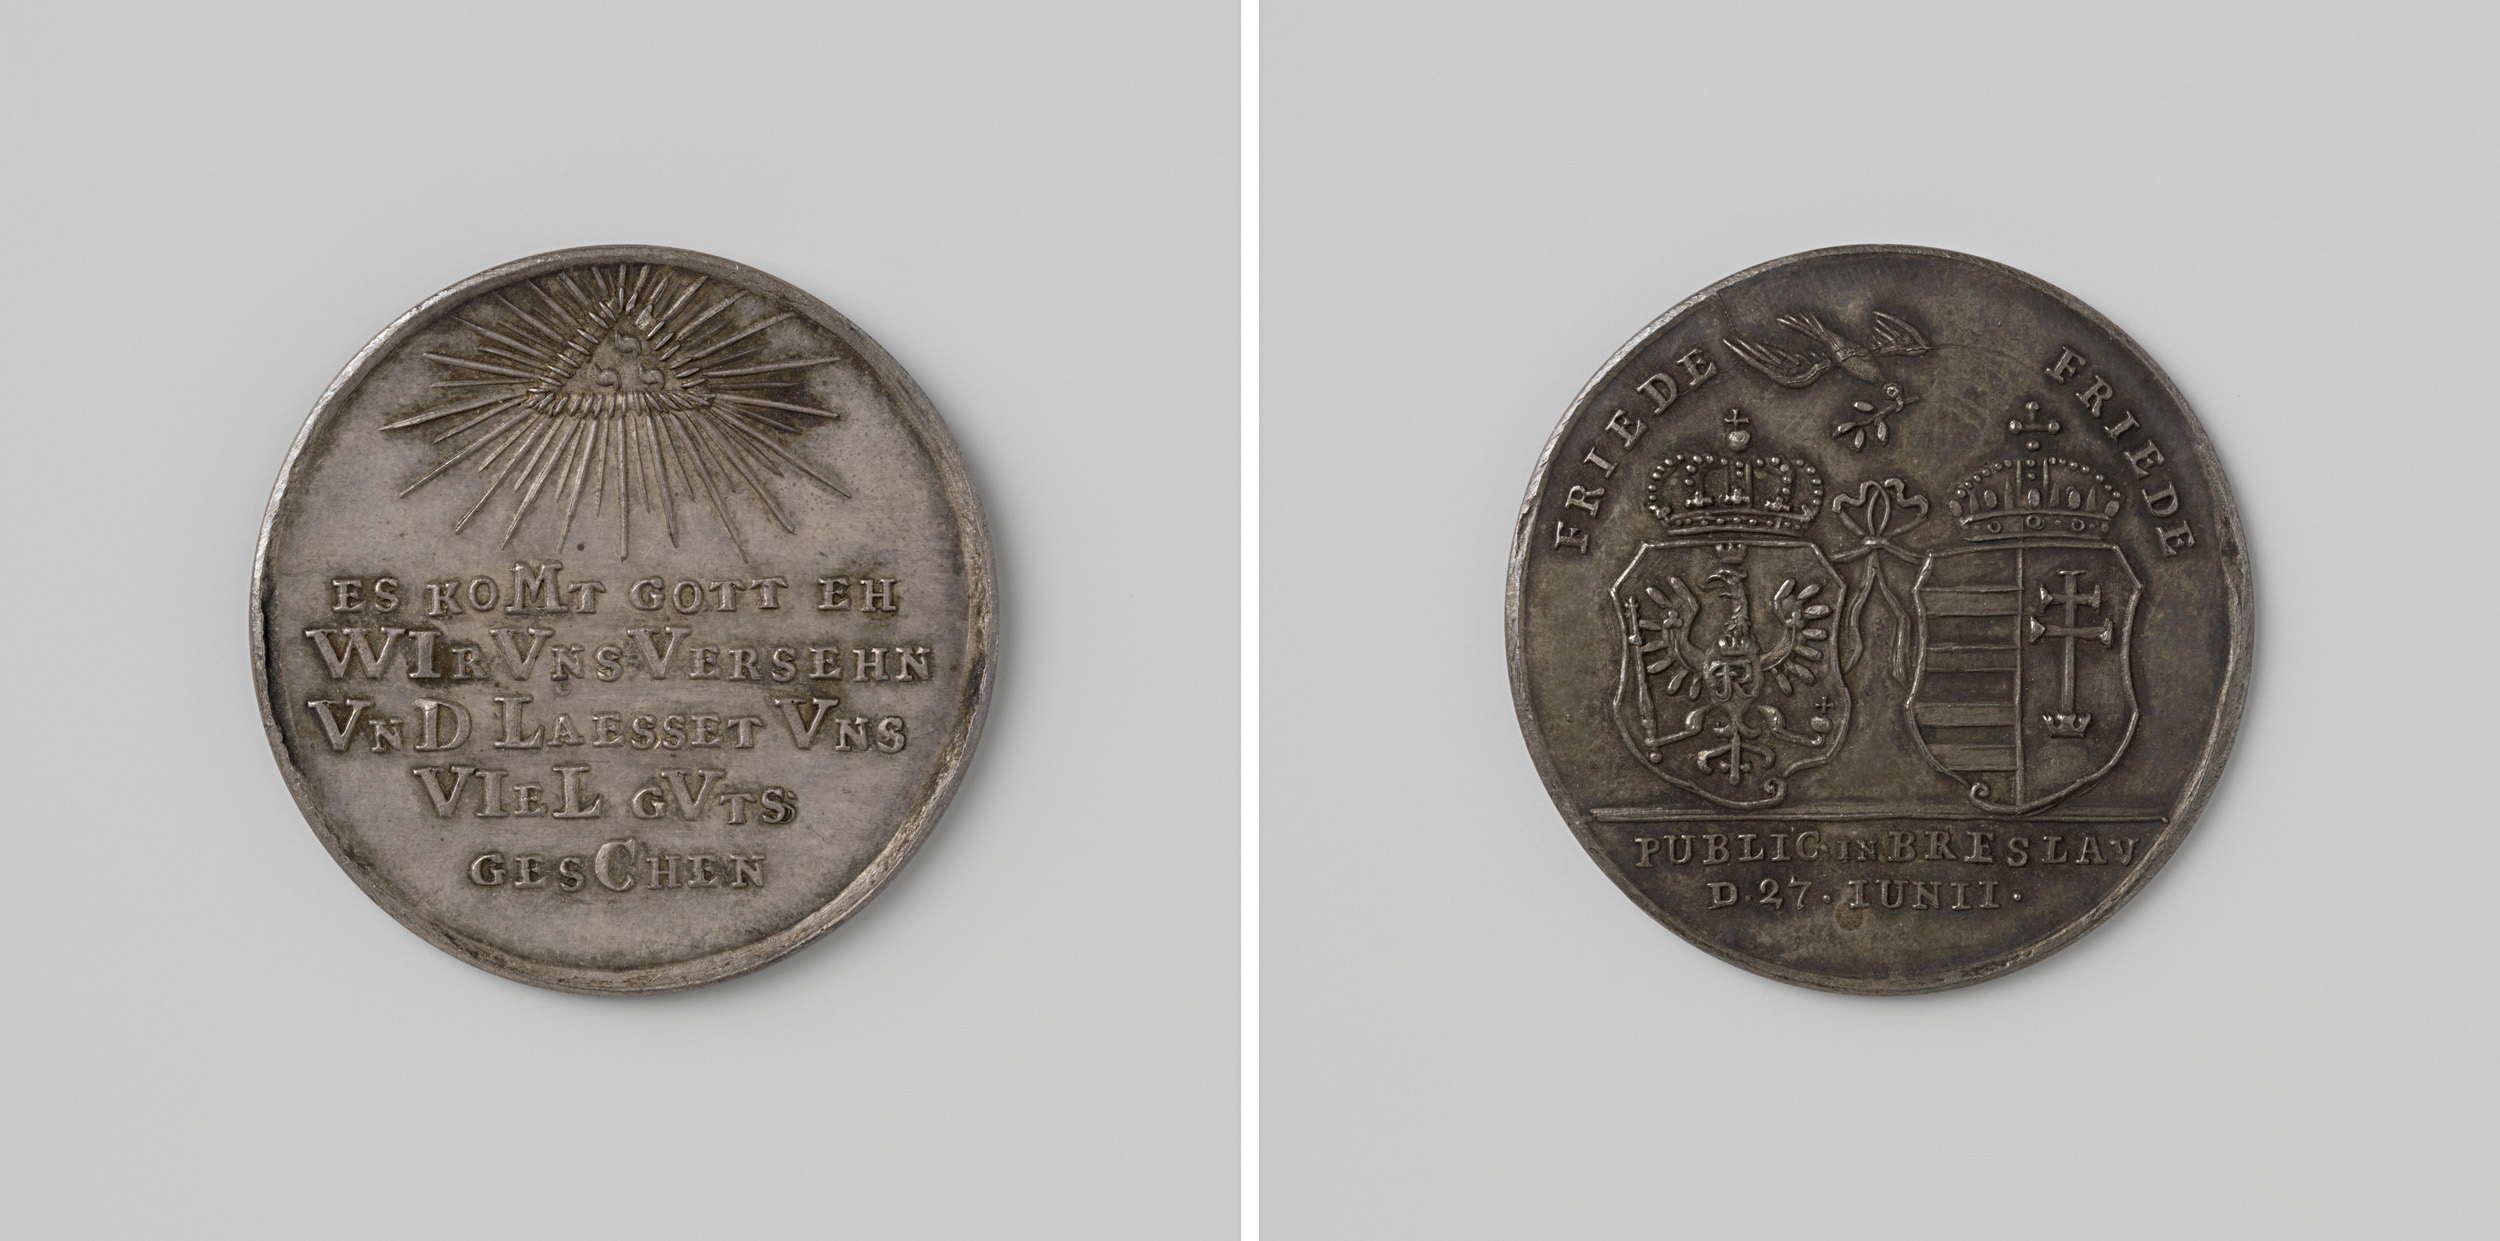 ES KOMT GOTT EH
WIR VNS VERSEHN
VND LAESSET VNS
VIEL GVTS
GESCHEN
FRIEDE FRIEDE
FR
PUBLIC·IN·BRESLAU
D·27·IUNII·